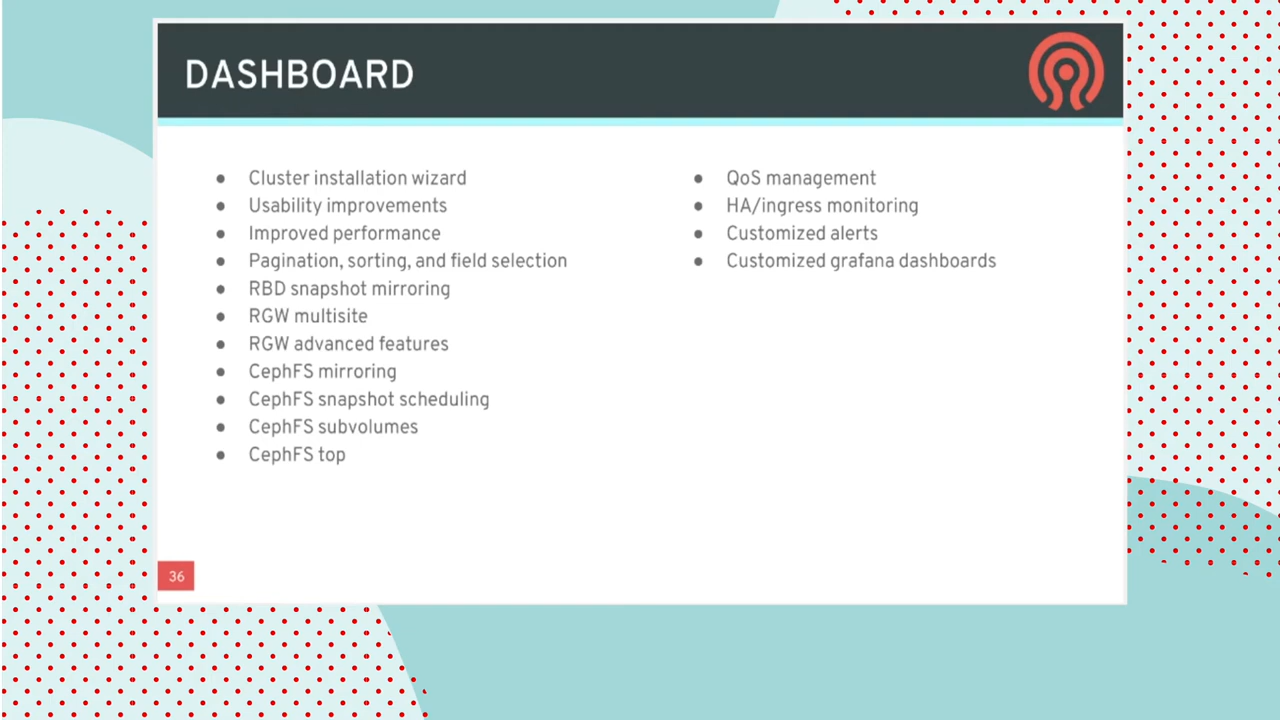 DASHBOARD
● Cluster installation wizard
● Usability improvements
● Improved performance
● Pagination, sorting, and field selection
● RBD snapshot mirroring
● RGW multisite
● RGW advanced features
● CephFS mirroring
● CephFS snapshot scheduling
● CephFS subvolumes
● CephFS top
● QoS management
● HA/ingress monitoring
● Customized alerts
● Customized grafana dashboards
36